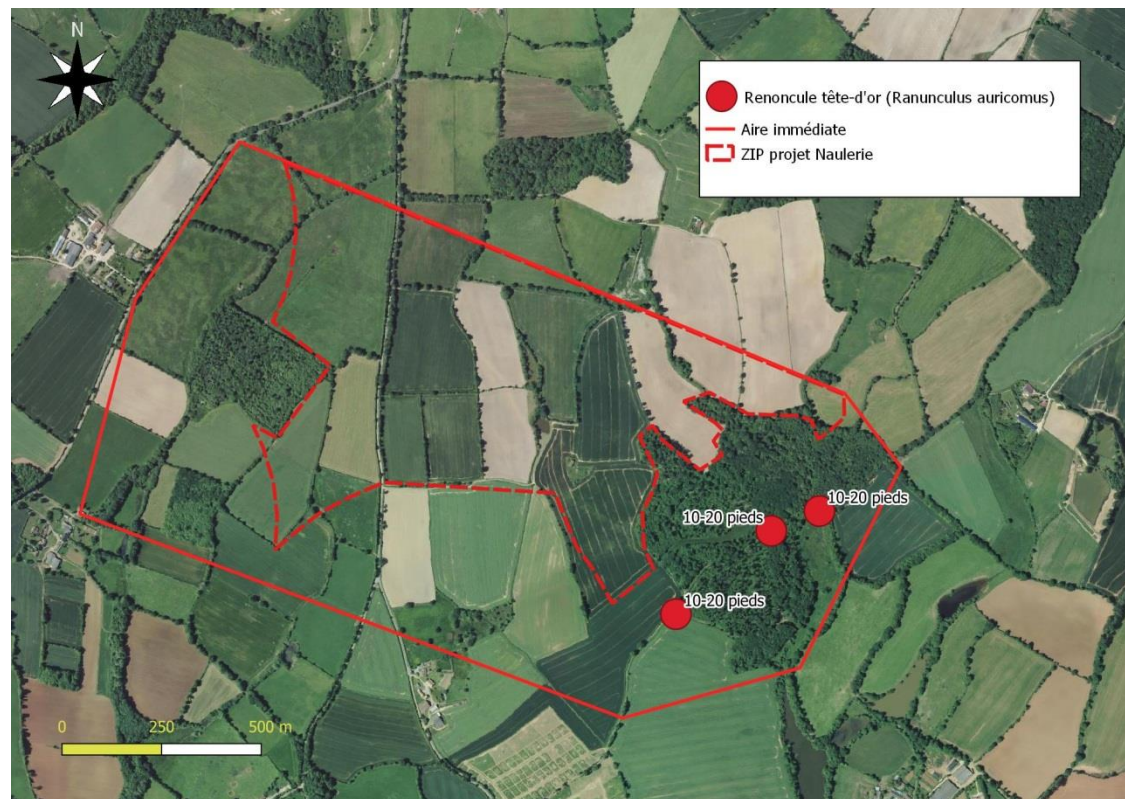 N
Renoncule tête-d'or (Ranunculus auricomus)
Aire immédiate
ZIP projet Naulerie
10-20 pieds
10-20 pieds
10-20 pieds
0 250 500 m